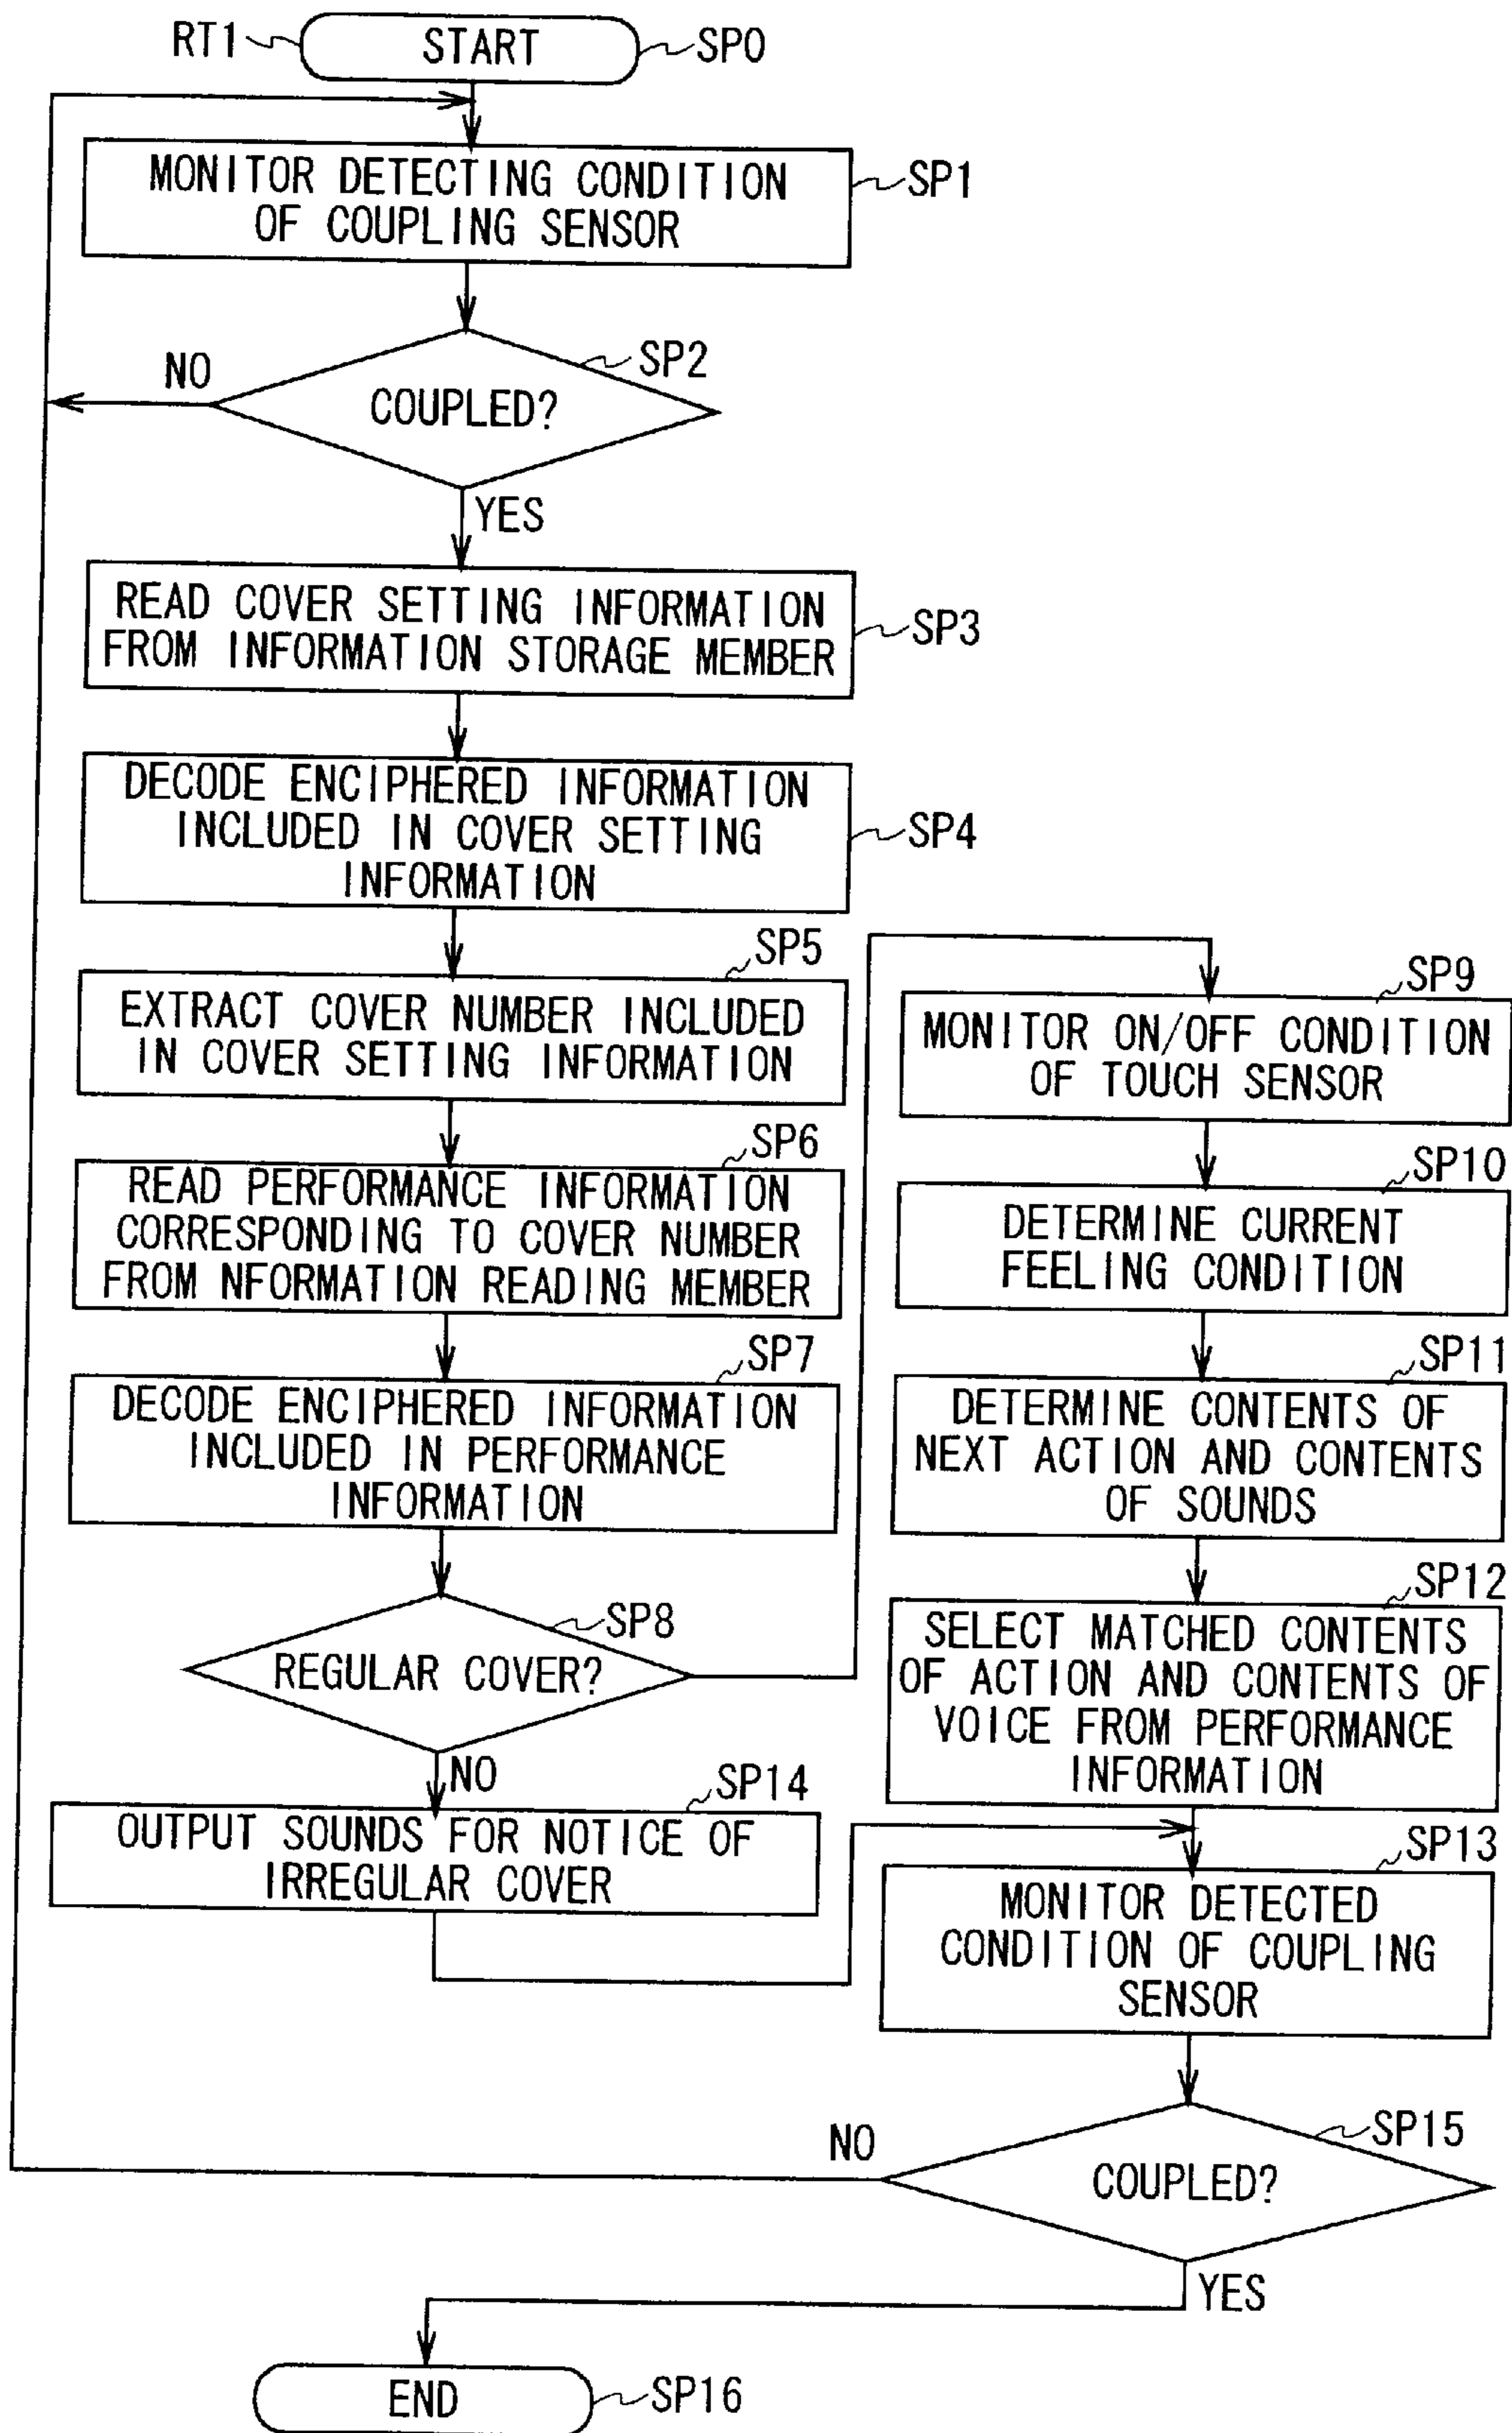 RT1
START
SP0
MONITOR DETECTING CONDITION
OF COUPLING SENSOR
SP1
SP2
NO
COUPLED?
YES
READ COVER SETTING INFORMATION
FROM INFORMATION STORAGE MEMBER
SP3
DECODE ENCIPHERED INFORMATION
INCLUDED IN COVER SETTING
INFORMATION
SP4
SP5
EXTRACT COVER NUMBER INCLUDED
IN COVER SETTING INFORMATION
SP6
READ PERFORMANCE INFORMATION
CORRESPONDING TO COVER NUMBER
FROM NFORMATION READING MEMBER
SP7
DECODE ENCIPHERED INFORMATION
INCLUDED IN PERFORMANCE
INFORMATION
SP8
REGULAR COVER?
NO
SP14
OUTPUT SOUNDS FOR NOTICE OF
IRREGULAR COVER
SP9
MONITOR ON/OFF CONDITION
OF TOUCH SENSOR
SP10
DETERMINE CURRENT
FEELING CONDITION
SP11
DETERMINE CONTENTS OF
NEXT ACTION AND CONTENTS
OF SOUNDS
SP12
SELECT MATCHED CONTENTS
OF ACTION AND CONTENTS OF
VOICE FROM PERFORMANCE
INFORMATION
SP13
MONITOR DETECTED
CONDITION OF COUPLING
SENSOR
SP15
NO
COUPLED?
YES
END
SP16